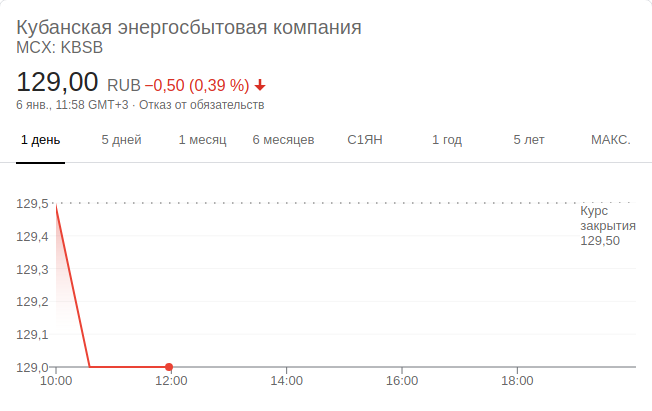 Кубанская энергосбытовая компания
MCX: KBSB
129,00 RUB −0,50 (0,39 %)
6 янв., 11:58 GMT+3 · Отказ от обязательств
1 день 5 дней 1 месяц 6 месяцев С1ЯН 1 год 5 лет МАКС.
129,5
Курс
закрытия
129,50
129,4
129,3
129,2
129,1
129,0
10:00 12:00 14:00 16:00 18:00